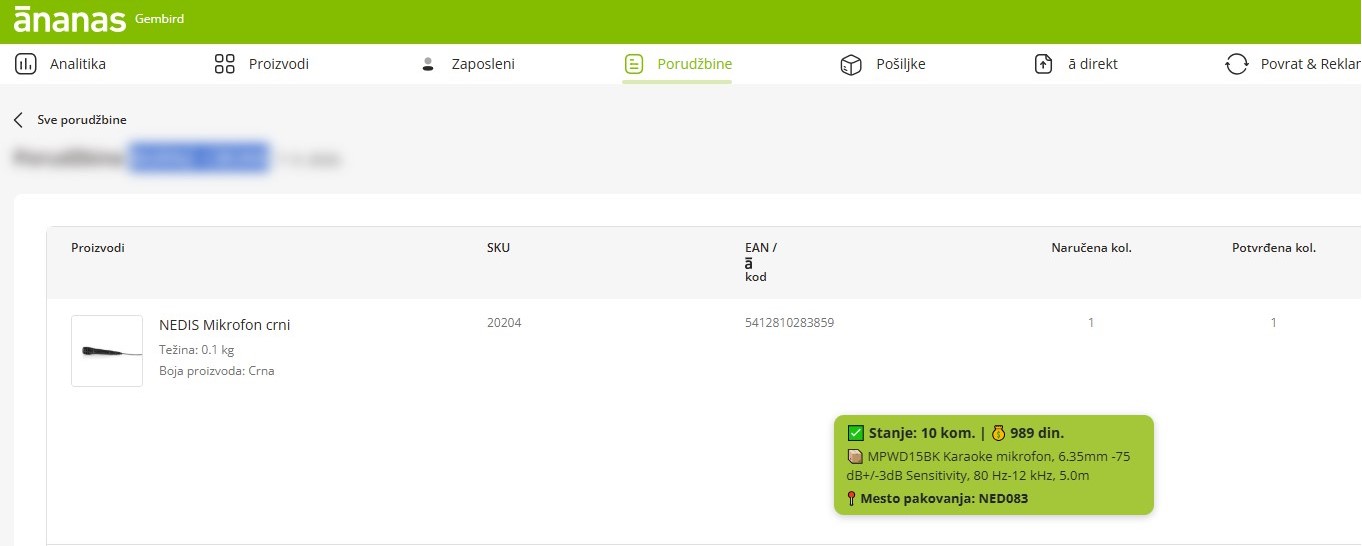 ānanas Gembird
Analitika Proizvodi Zaposleni Porudžbine Pošiljke ā direkt Povrat & Reklar
Sve porudžbine
Proizvodi SKU EAN / Naručena kol. Potvrđena kol.
ā
kod
NEDIS Mikrofon crni 20204 5412810283859 1 1
Težina: 0.1 kg
Boja proizvoda: Crna
Stanje: 10 kom. | 989 din.
MPWD15BK Karaoke mikrofon, 6.35mm -75
dB+/-3dB Sensitivity, 80 Hz-12 kHz, 5.0m
Mesto pakovanja: NED083